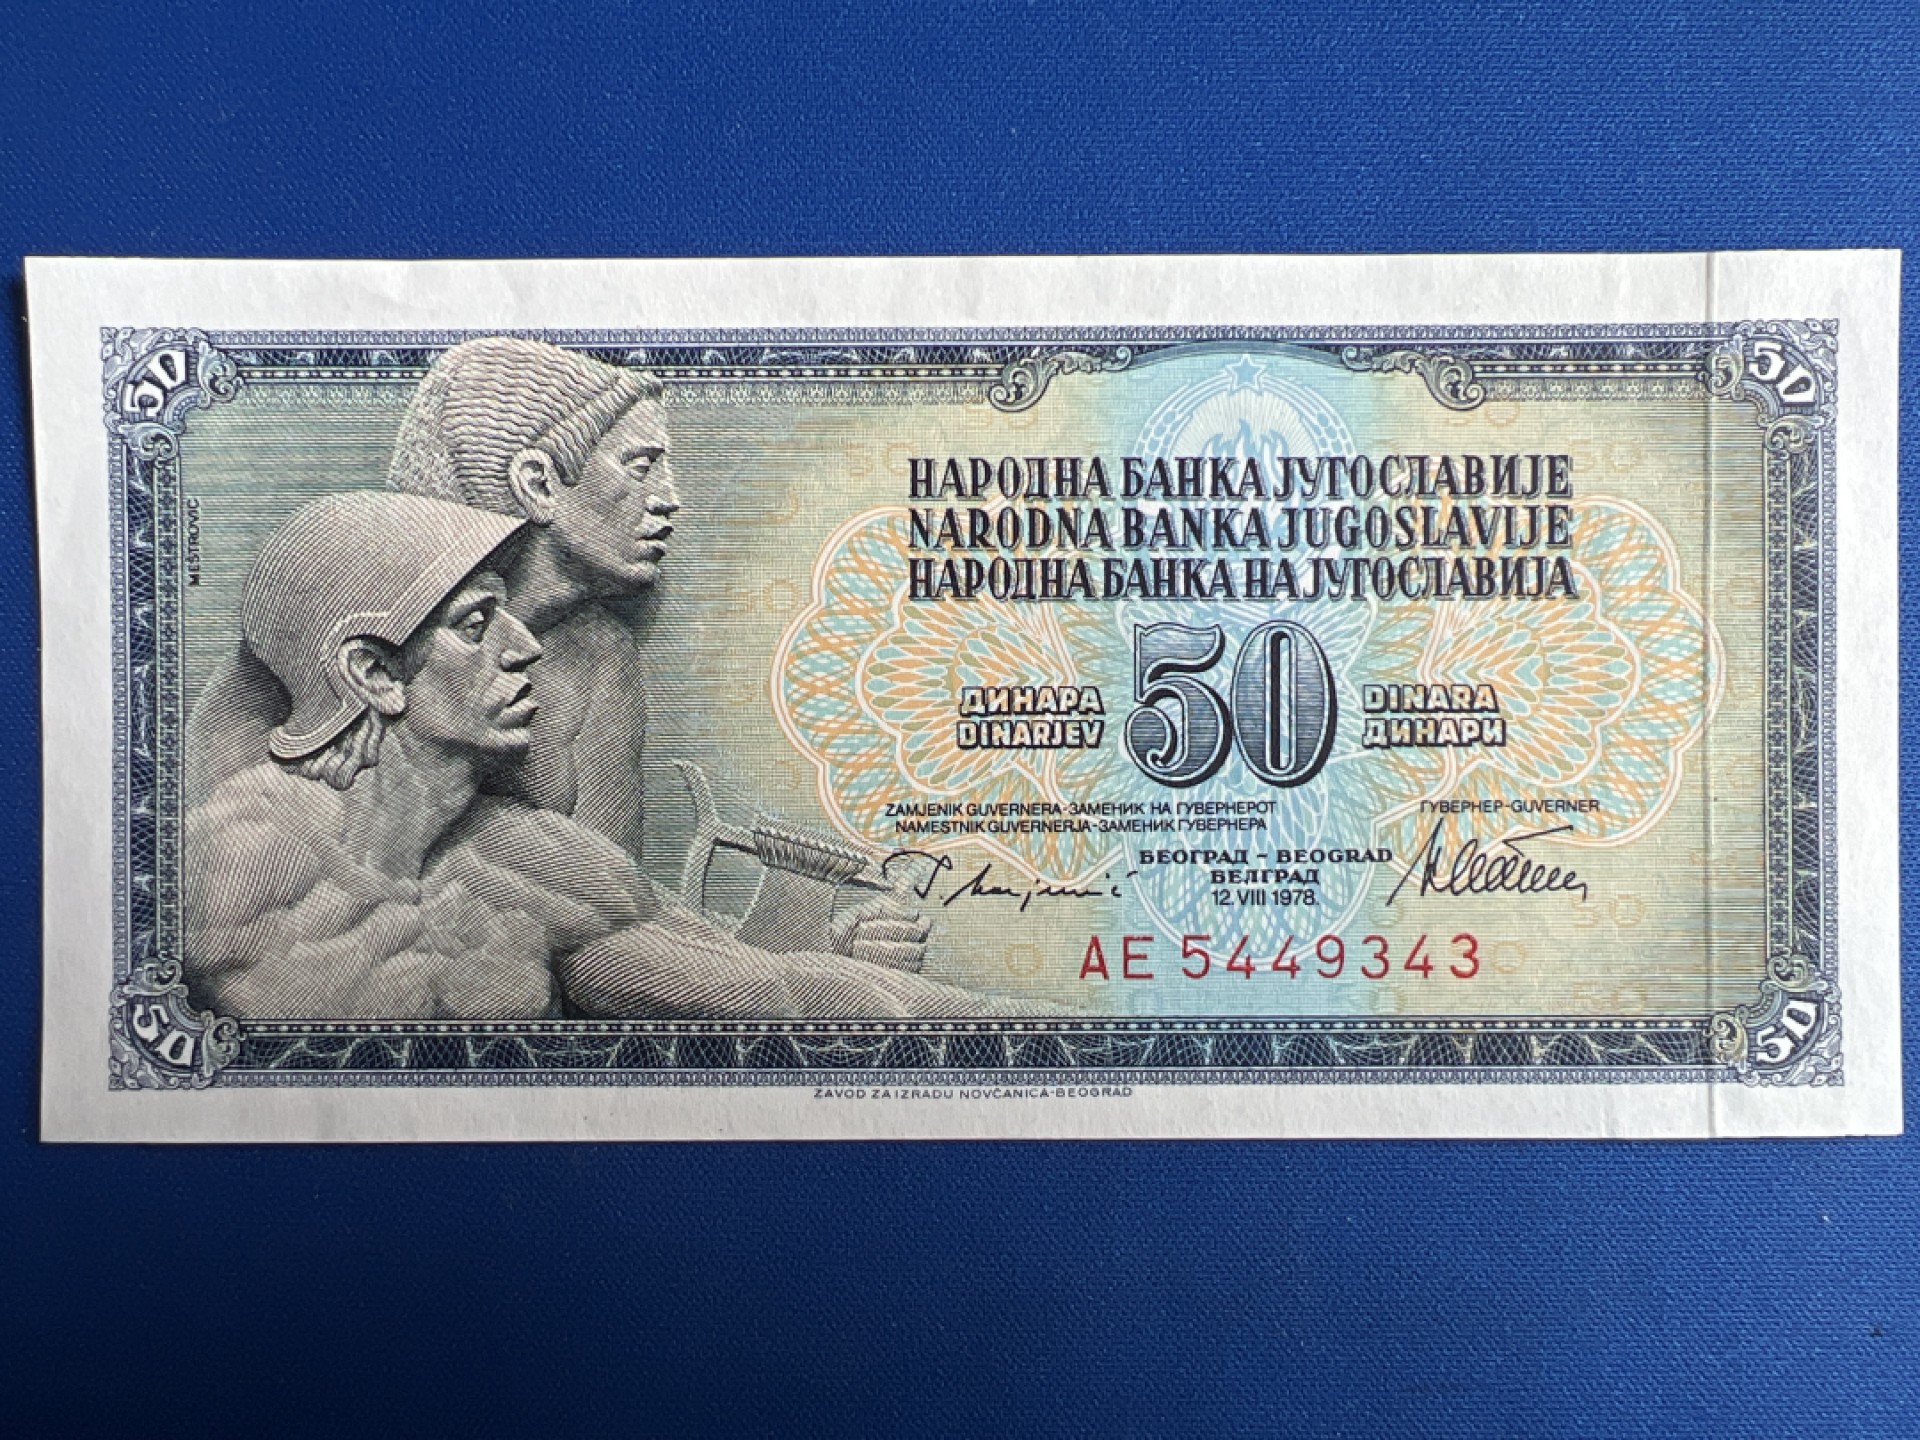 50
50
MEŠTROVIĆ
НАРОДНА БАНКА ЈУГОСЛАВИЈЕ
NARODNA BANKA JUGOSLAVIJE
НАРОДНА БАНКА НА ЈУГОСЛАВИЈА
ДИНАРА 50 DINARA
DINARJEV ДИНАРИ
ZAMJENIK GUVERNERA-ЗАМЕНИК НА ГУВЕРНЕРОТ
NAMESTNIK GUVERNERJA-ЗАМЕНИК ГУВЕРНЕРА
ГУВЕРНЕР-GUVERNER
БЕОГРАД – BEOGRAD
БЕЛГРАД
12. VIII 1978.
AE 5449343
50
50
ZAVOD ZA IZRADU NOVČANICA-BEOGRAD